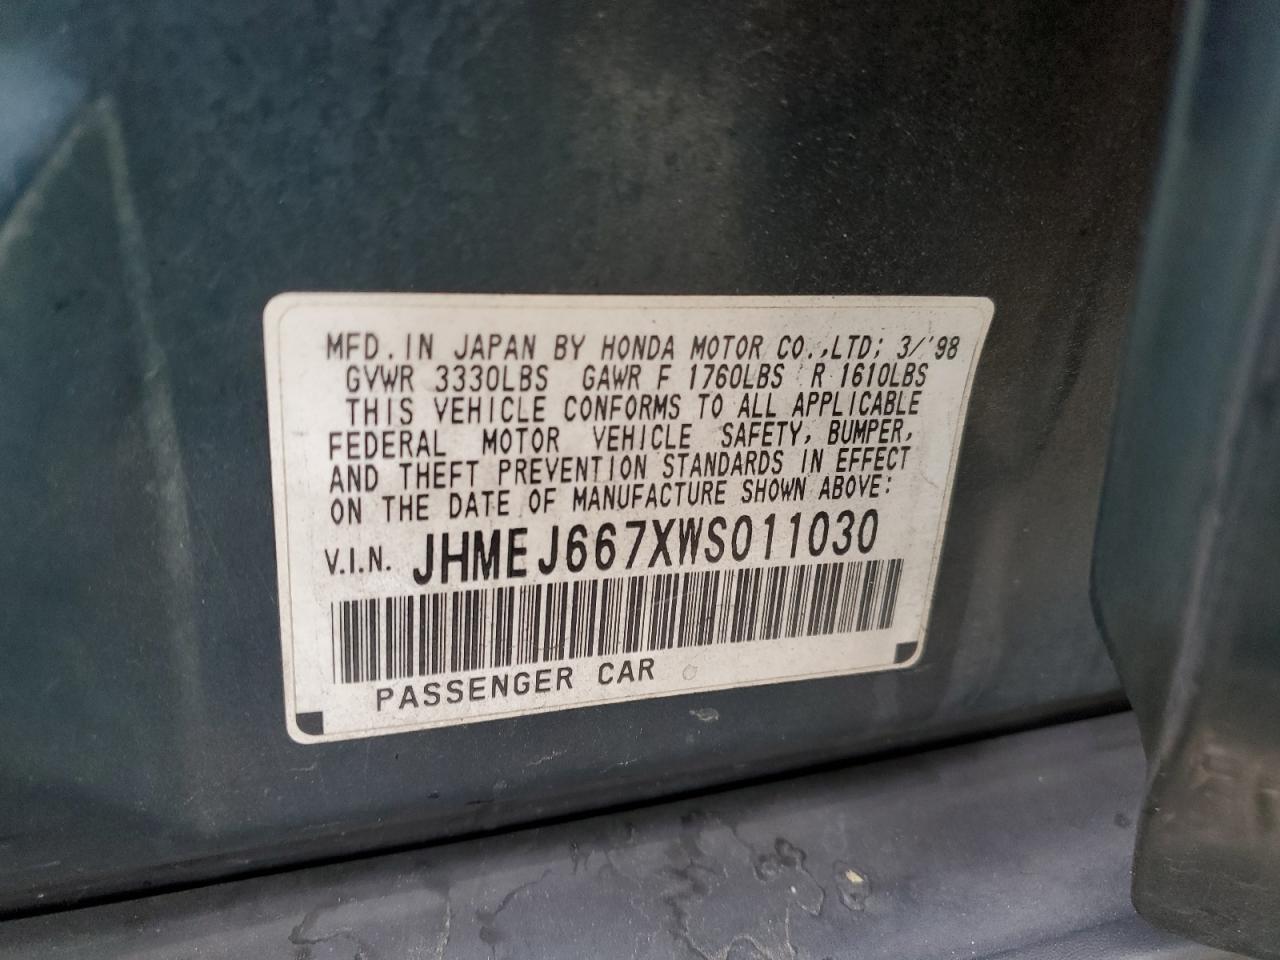 MFD. IN JAPAN BY HONDA MOTOR CO., LTD; 3/'98
GVWR 3330LBS GAWR F 1760LBS R 1610LBS
THIS VEHICLE CONFORMS TO ALL APPLICABLE
FEDERAL MOTOR VEHICLE SAFETY, BUMPER,
AND THEFT PREVENTION STANDARDS IN EFFECT
ON THE DATE OF MANUFACTURE SHOWN ABOVE:
V.I.N. JHMEJ667XWS011030
PASSENGER CAR